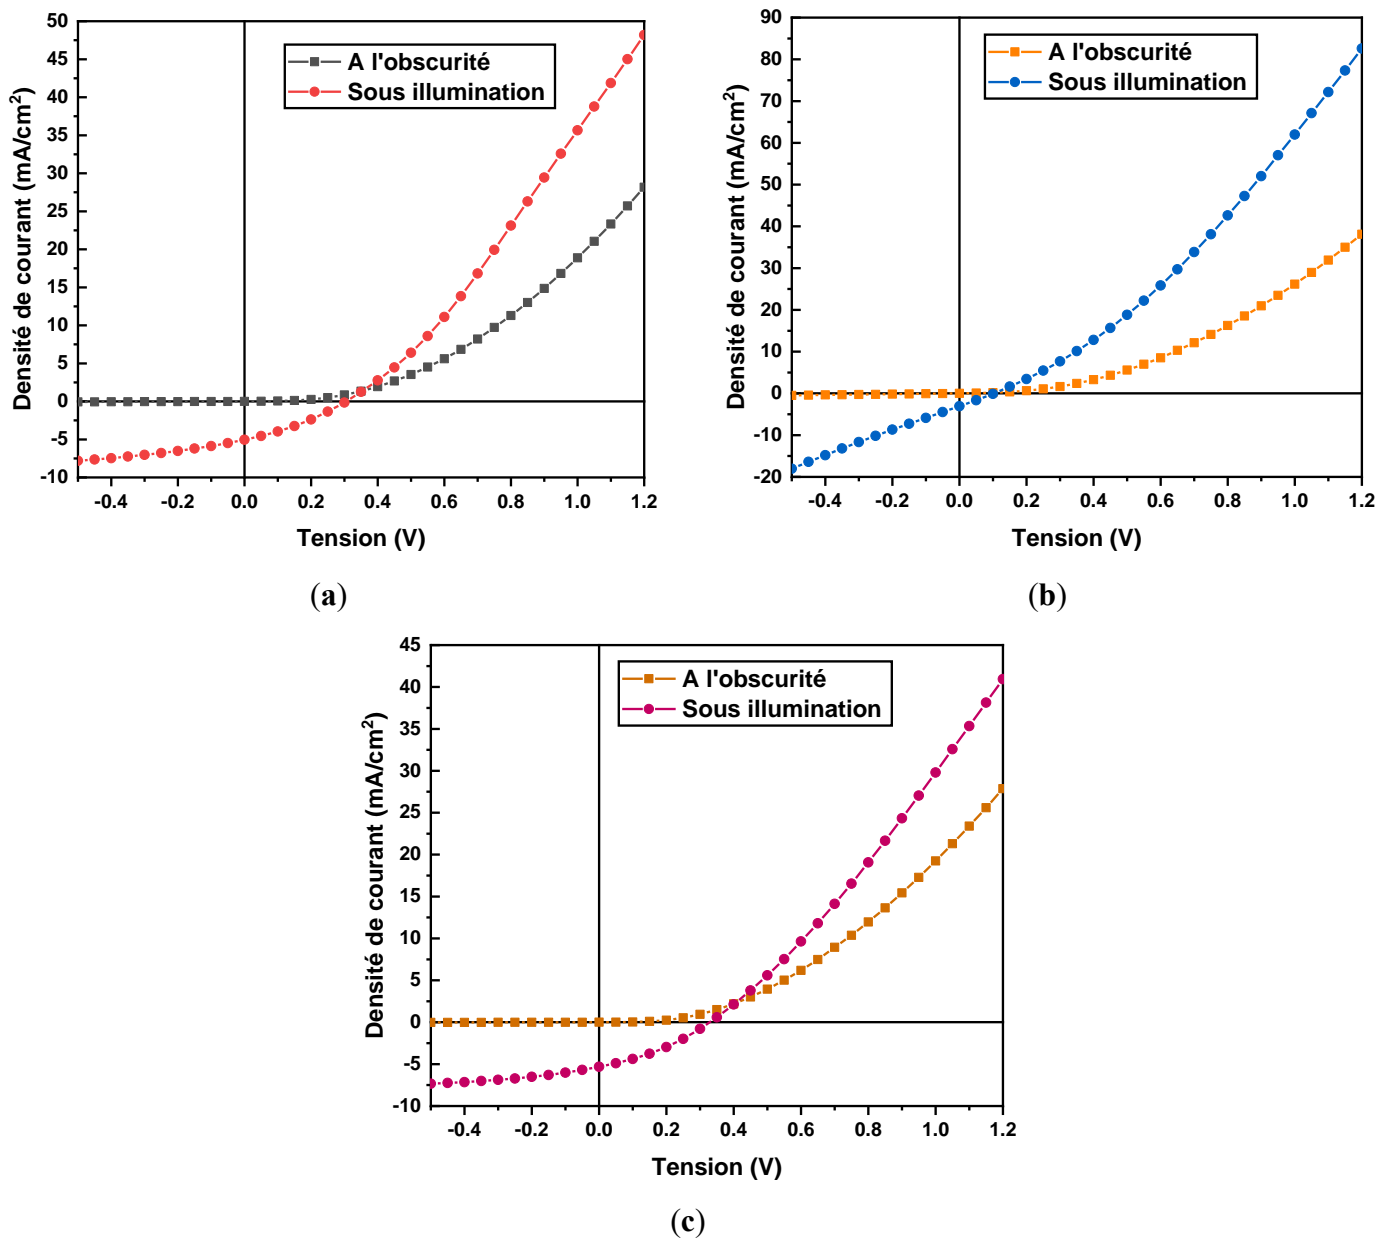 50
45
40
35
30
25
20
15
10
5
0
-5
-10
Densité de courant (mA/cm²)
A l'obscurité
Sous illumination
-0.4 -0.2 0.0 0.2 0.4 0.6 0.8 1.0 1.2
Tension (V)
(a)
90
80
70
60
50
40
30
20
10
0
-10
-20
Densité de courant (mA/cm²)
A l'obscurité
Sous illumination
-0.4 -0.2 0.0 0.2 0.4 0.6 0.8 1.0 1.2
Tension (V)
(b)
45
40
35
30
25
20
15
10
5
0
-5
-10
Densité de courant (mA/cm²)
A l'obscurité
Sous illumination
-0.4 -0.2 0.0 0.2 0.4 0.6 0.8 1.0 1.2
Tension (V)
(c)